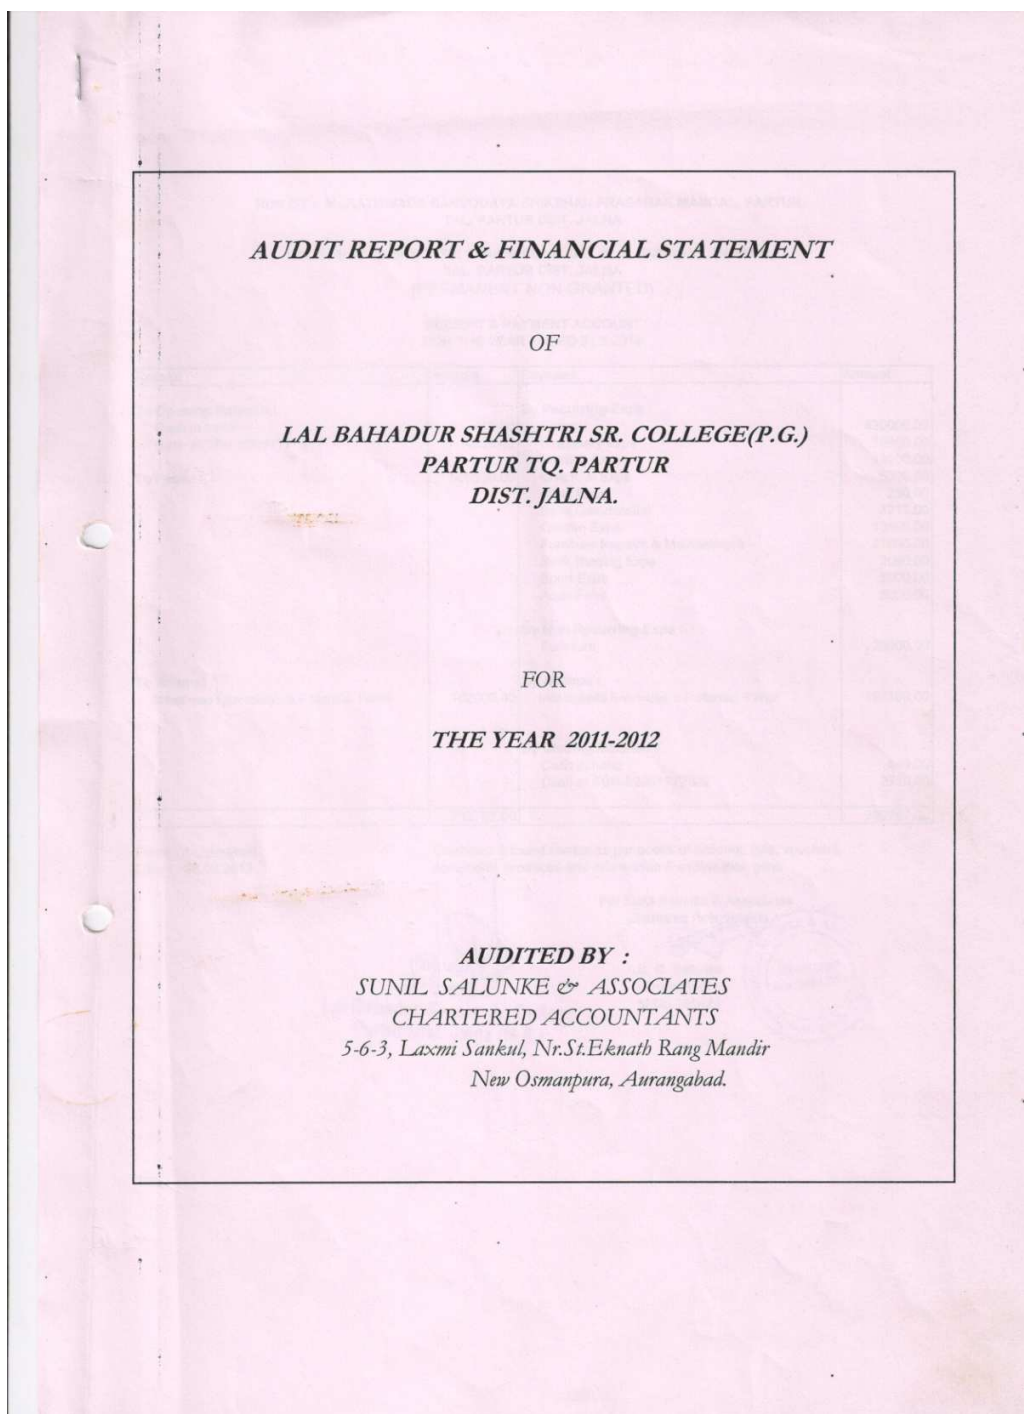 AUDIT REPORT & FINANCIAL STATEMENT
OF
LAL BAHADUR SHASHTRI SR. COLLEGE(P.G.)
PARTUR TQ. PARTUR
DIST. JALNA.
FOR
THE YEAR 2011-2012
AUDITED BY :
SUNIL SALUNKE & ASSOCIATES
CHARTERED ACCOUNTANTS
5-6-3, Laxmi Sankul, Nr.St.Eknath Rang Mandir
New Osmanpura, Aurangabad.